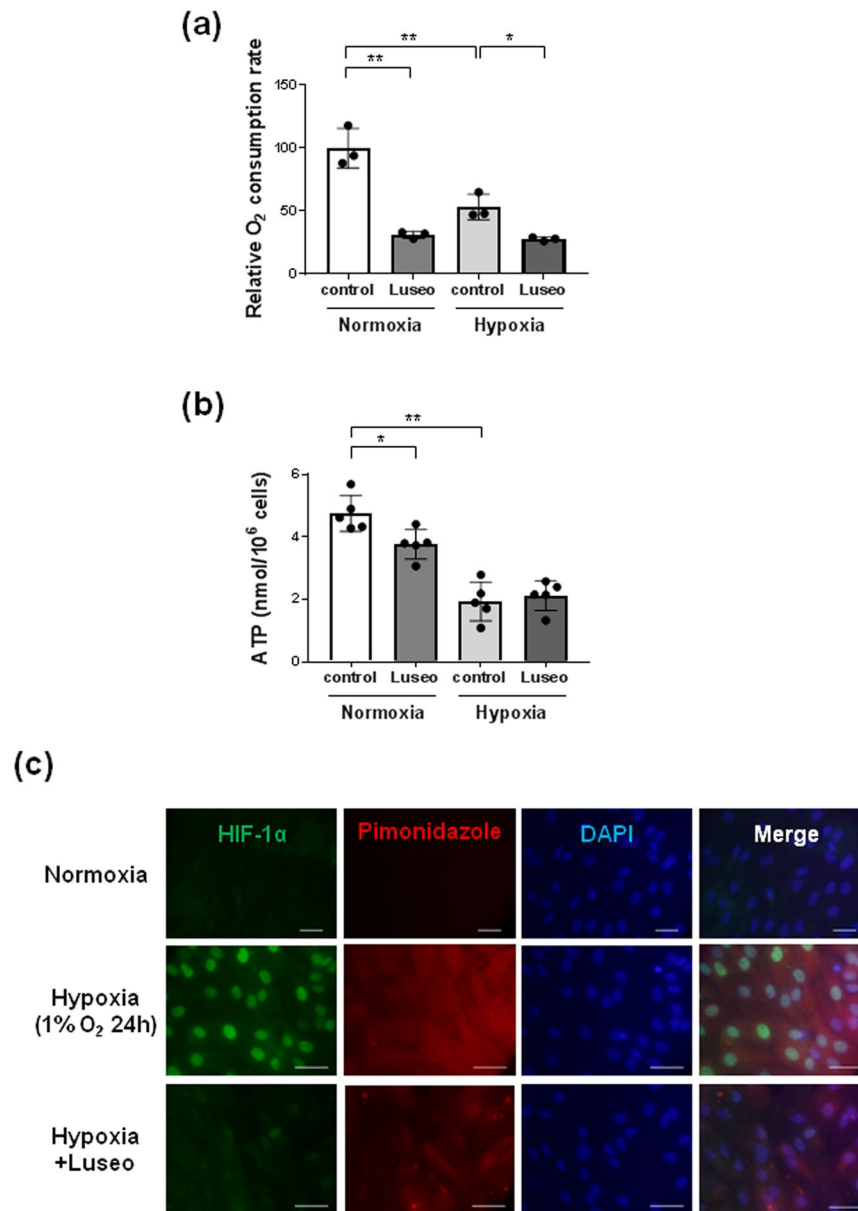 (a)
**
*
**
Relative O₂ consumption rate
150
100
50
0
control Luseo control Luseo
Normoxia Hypoxia
(b)
**
*
ATP (nmol/10⁶ cells)
6
4
2
0
control Luseo control Luseo
Normoxia Hypoxia
(c)
HIF-1α Pimonidazole DAPI Merge
Normoxia
Hypoxia
(1% O₂ 24h)
Hypoxia
+Luseo